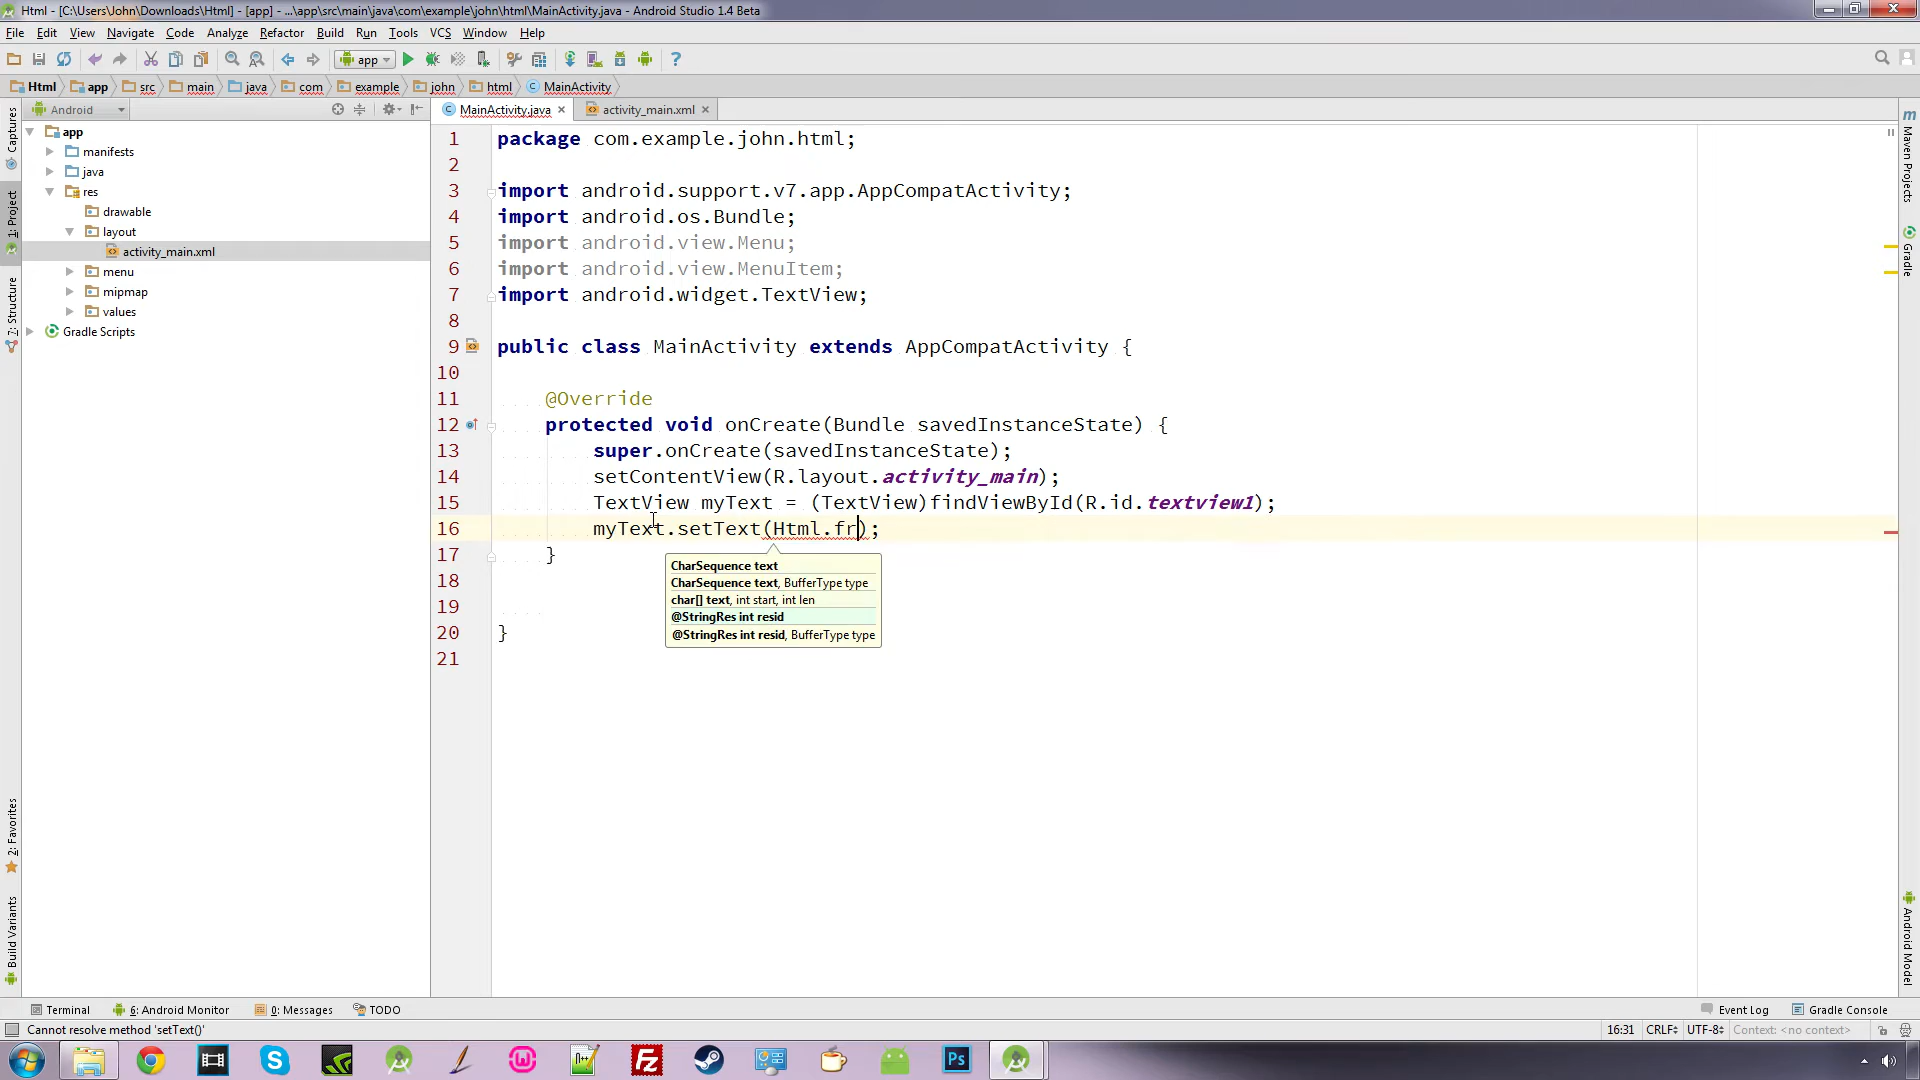 Html - [C:\Users\John\Downloads\Html] - [app] - ...\app\src\main\java\com\example\john\html\MainActivity.java - Android Studio 1.4 Beta
File Edit View Navigate Code Analyze Refactor Build Run Tools VCS Window Help
app
Html app src main java com example john html MainActivity
Android
MainActivity.java activity_main.xml
app
manifests
java
res
drawable
layout
activity_main.xml
menu
mipmap
values
Gradle Scripts
Captures
1: Project
7: Structure
2: Favorites
Build Variants
1 package com.example.john.html;
2
3 import android.support.v7.app.AppCompatActivity;
4 import android.os.Bundle;
5 import android.view.Menu;
6 import android.view.MenuItem;
7 import android.widget.TextView;
8
9 public class MainActivity extends AppCompatActivity {
10
11 @Override
12 protected void onCreate(Bundle savedInstanceState) {
13 super.onCreate(savedInstanceState);
14 setContentView(R.layout.activity_main);
15 TextView myText = (TextView)findViewById(R.id.textview1);
16 myText.setText(Html.fr);
17 }
18
19
20 }
21
CharSequence text
CharSequence text, BufferType type
char[] text, int start, int len
@StringRes int resid
@StringRes int resid, BufferType type
Maven Projects
Gradle
Android Model
Terminal 6: Android Monitor 0: Messages TODO Event Log Gradle Console
Cannot resolve method 'setText()' 16:31 CRLF UTF-8 Context: <no context>
Ps